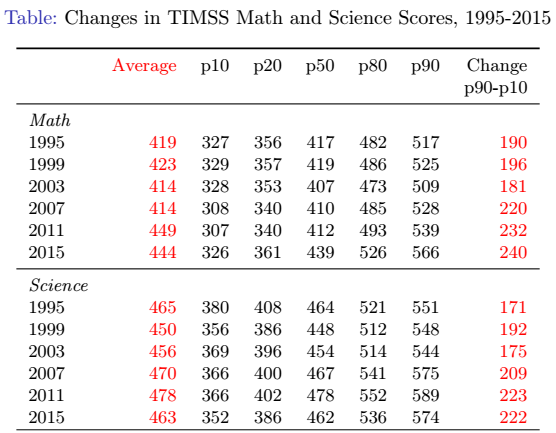 Table: Changes in TIMSS Math and Science Scores, 1995-2015
Average p10 p20 p50 p80 p90 Change
p90-p10
Math
1995 419 327 356 417 482 517 190
1999 423 329 357 419 486 525 196
2003 414 328 353 407 473 509 181
2007 414 308 340 410 485 528 220
2011 449 307 340 412 493 539 232
2015 444 326 361 439 526 566 240
Science
1995 465 380 408 464 521 551 171
1999 450 356 386 448 512 548 192
2003 456 369 396 454 514 544 175
2007 470 366 400 467 541 575 209
2011 478 366 402 478 552 589 223
2015 463 352 386 462 536 574 222